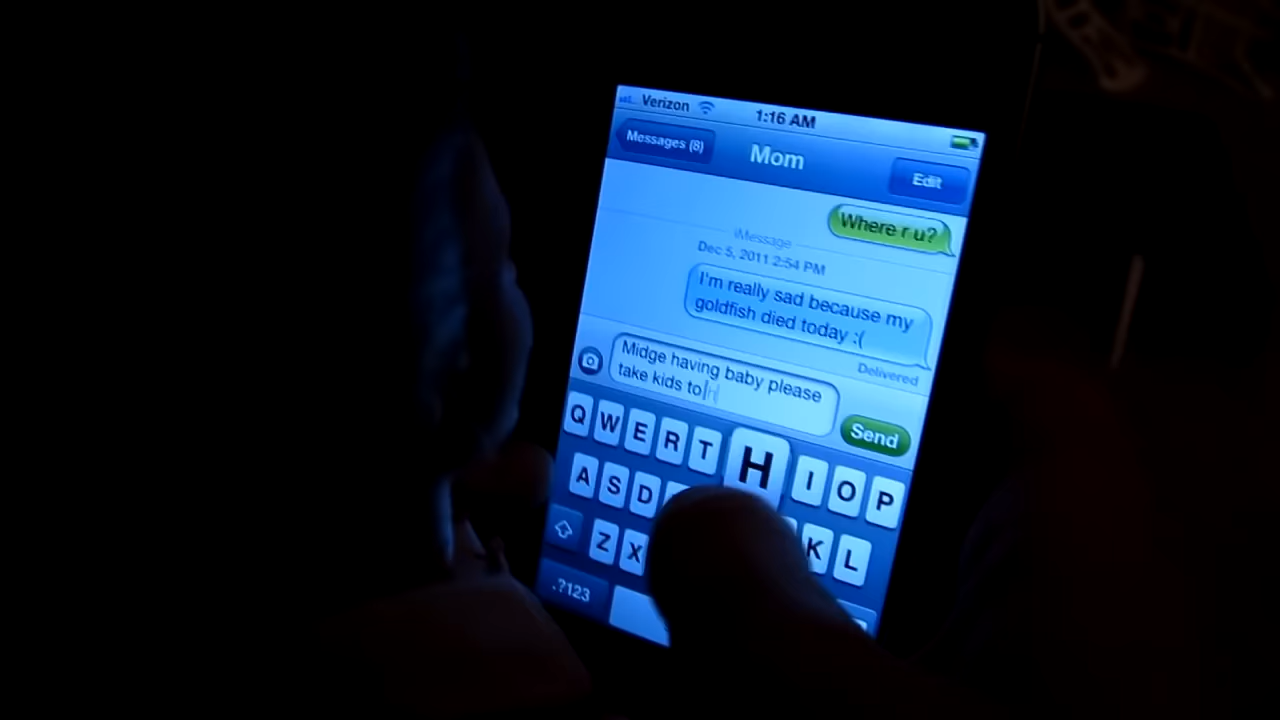 Verizon 1:16 AM
Messages (8) Mom Edit
Where r u?
iMessage
Dec 5, 2011 2:54 PM
I'm really sad because my
goldfish died today :(
Delivered
Midge having baby please
take kids to h
Send
Q W E R T H I O P
A S D K L
Z X
.?123